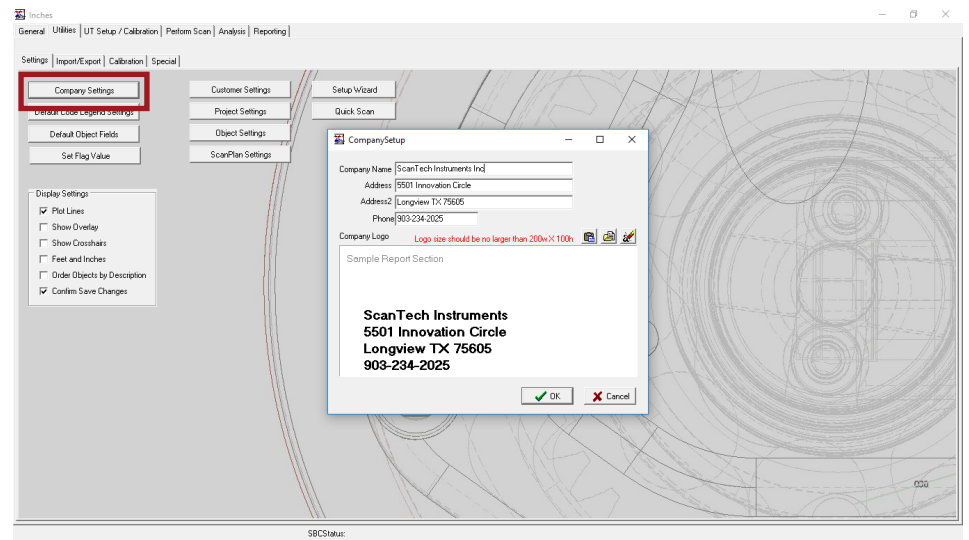 Inches
General Utilities UT Setup / Calibration Perform Scan Analysis Reporting
Settings Import/Export Calibration Special
Company Settings Customer Settings Setup Wizard
Default Code Legend Settings Project Settings Quick Scan
Default Object Fields Object Settings
Set Flag Value ScanPlan Settings
Display Settings
Plot Lines
Show Overlay
Show Crosshairs
Feet and Inches
Order Objects by Description
Confirm Save Changes
CompanySetup
Company Name ScanTech Instruments Inc
Address 5501 Innovation Circle
Address2 Longview TX 75605
Phone 903-234-2025
Company Logo Logo size should be no larger than 200w X 100h
Sample Report Section
ScanTech Instruments
5501 Innovation Circle
Longview TX 75605
903-234-2025
OK Cancel
SBCStatus: